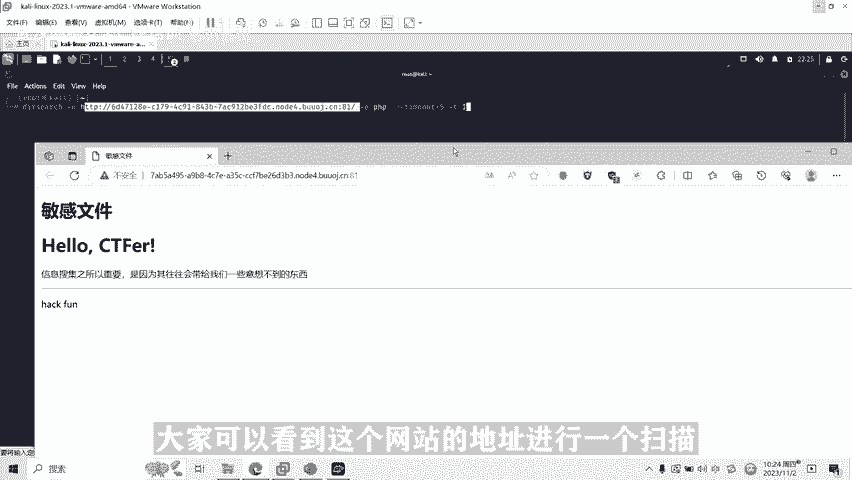 kali-linux-2023.1-vmware-amd64 - VMware Workstation
文件(F) 编辑(E) 查看(V) 虚拟机(M) 选项卡(T) 帮助(H)
主页 kali-linux-2023.1-vmware-a...
1 2 3 4 22:25
File Actions Edit View Help
dirsearch -u http://6d47128e-c179-4c91-843b-7ac912be3fdc.node4.buuoj.cn:81/ -e php --timeout=5 -t 1
敏感文件
不安全 7ab5a495-a9b8-4c7e-a35c-ccf7be26d3b3.node4.buuoj.cn:81
敏感文件
Hello, CTFer!
信息搜集之所以重要，是因为其往往会带给我们一些意想不到的东西
hack fun
大家可以看到这个网站的地址进行一个扫描
要将输入定
搜索
10:24 周四
2023/11/2